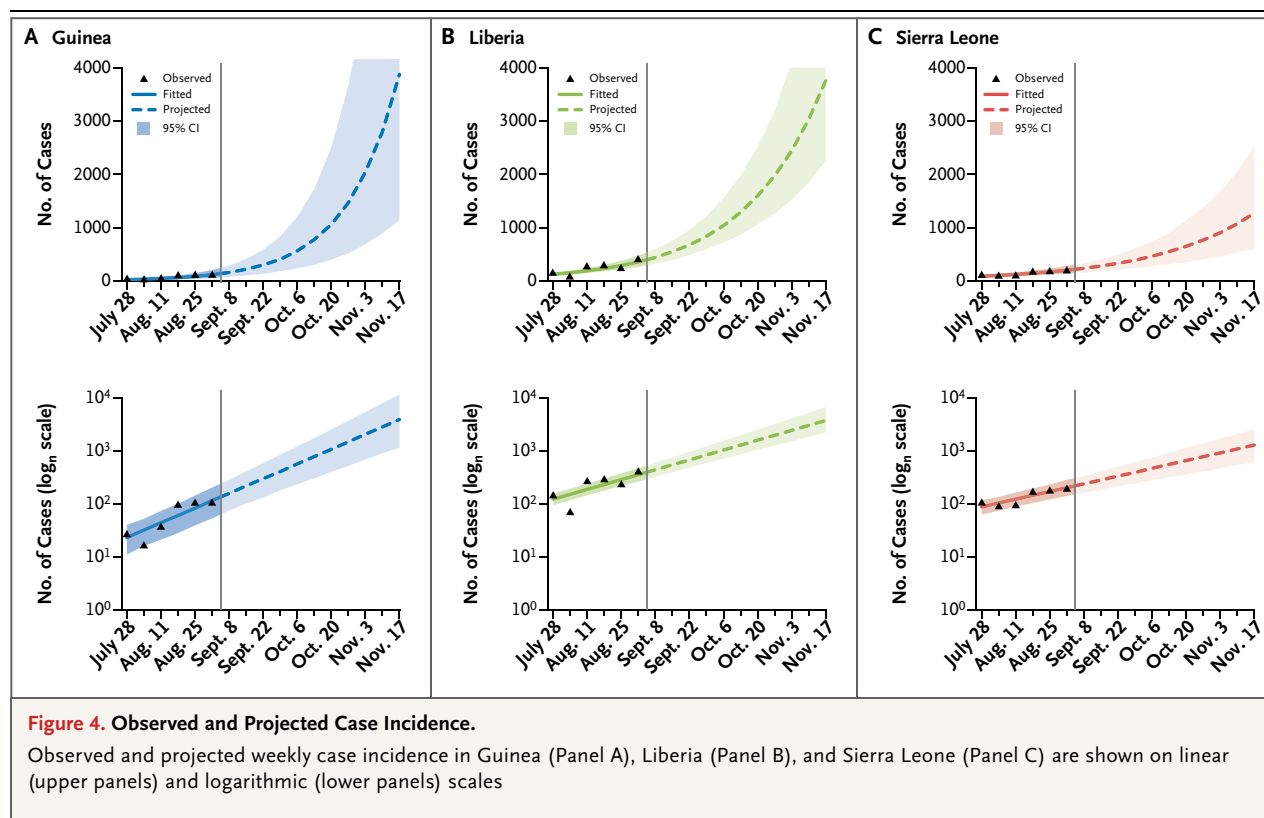 A Guinea
4000
3000
2000
1000
0
No. of Cases
Observed
Fitted
Projected
95% CI
July 28
Aug. 11
Aug. 25
Sept. 8
Sept. 22
Oct. 6
Oct. 20
Nov. 3
Nov. 17
10⁴
10³
10²
10¹
10⁰
No. of Cases (logₙ scale)
July 28
Aug. 11
Aug. 25
Sept. 8
Sept. 22
Oct. 6
Oct. 20
Nov. 3
Nov. 17
B Liberia
4000
3000
2000
1000
0
No. of Cases
Observed
Fitted
Projected
95% CI
July 28
Aug. 11
Aug. 25
Sept. 8
Sept. 22
Oct. 6
Oct. 20
Nov. 3
Nov. 17
10⁴
10³
10²
10¹
10⁰
No. of Cases (logₙ scale)
July 28
Aug. 11
Aug. 25
Sept. 8
Sept. 22
Oct. 6
Oct. 20
Nov. 3
Nov. 17
C Sierra Leone
4000
3000
2000
1000
0
No. of Cases
Observed
Fitted
Projected
95% CI
July 28
Aug. 11
Aug. 25
Sept. 8
Sept. 22
Oct. 6
Oct. 20
Nov. 3
Nov. 17
10⁴
10³
10²
10¹
10⁰
No. of Cases (logₙ scale)
July 28
Aug. 11
Aug. 25
Sept. 8
Sept. 22
Oct. 6
Oct. 20
Nov. 3
Nov. 17
Figure 4. Observed and Projected Case Incidence.
Observed and projected weekly case incidence in Guinea (Panel A), Liberia (Panel B), and Sierra Leone (Panel C) are shown on linear
(upper panels) and logarithmic (lower panels) scales